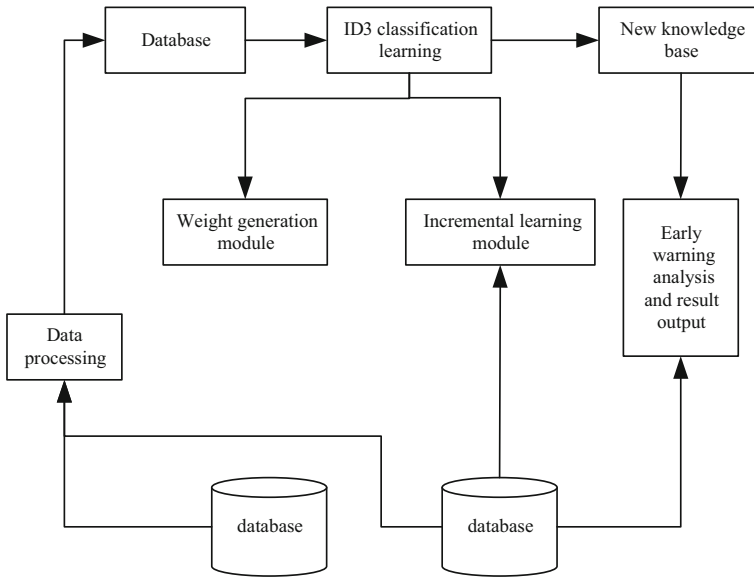 Database
ID3 classification
learning
New knowledge
base
Weight generation
module
Incremental learning
module
Early
warning
analysis
and result
output
Data
processing
database
database